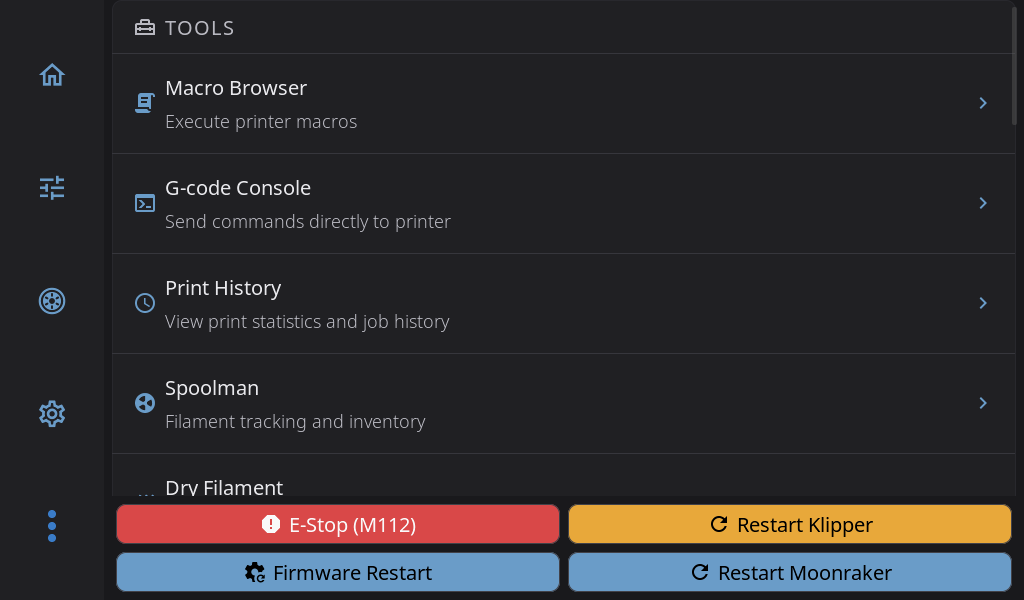 TOOLS
Macro Browser
Execute printer macros
G-code Console
Send commands directly to printer
Print History
View print statistics and job history
Spoolman
Filament tracking and inventory
Dry Filament
E-Stop (M112)
Restart Klipper
Firmware Restart
Restart Moonraker